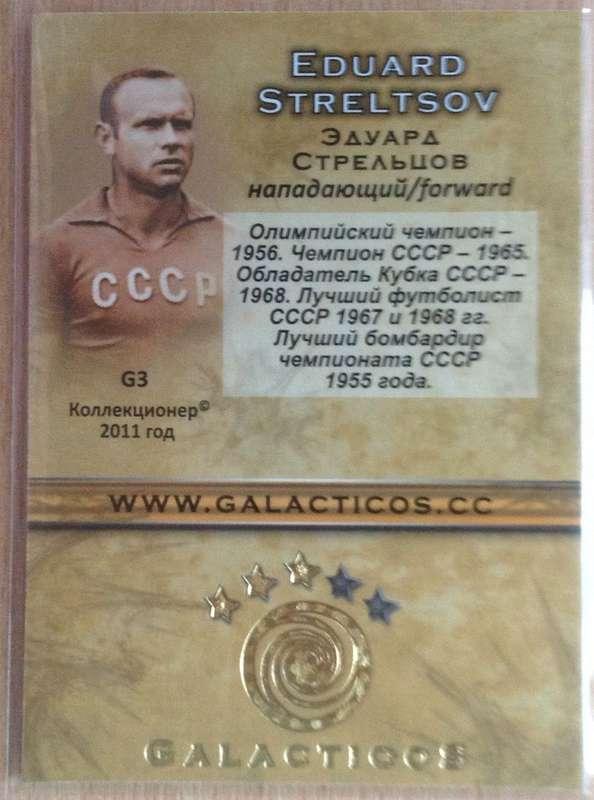 EDUARD
STRELTSOV
ЭДУАРД
СТРЕЛЬЦОВ
нападающий/forward
Олимпийский чемпион –
1956. Чемпион СССР – 1965.
Обладатель Кубка СССР –
1968. Лучший футболист
СССР 1967 и 1968 гг.
Лучший бомбардир
чемпионата СССР
1955 года.
СССР
G3
Коллекционер©
2011 год
WWW.GALACTICOS.CC
GALACTICOS